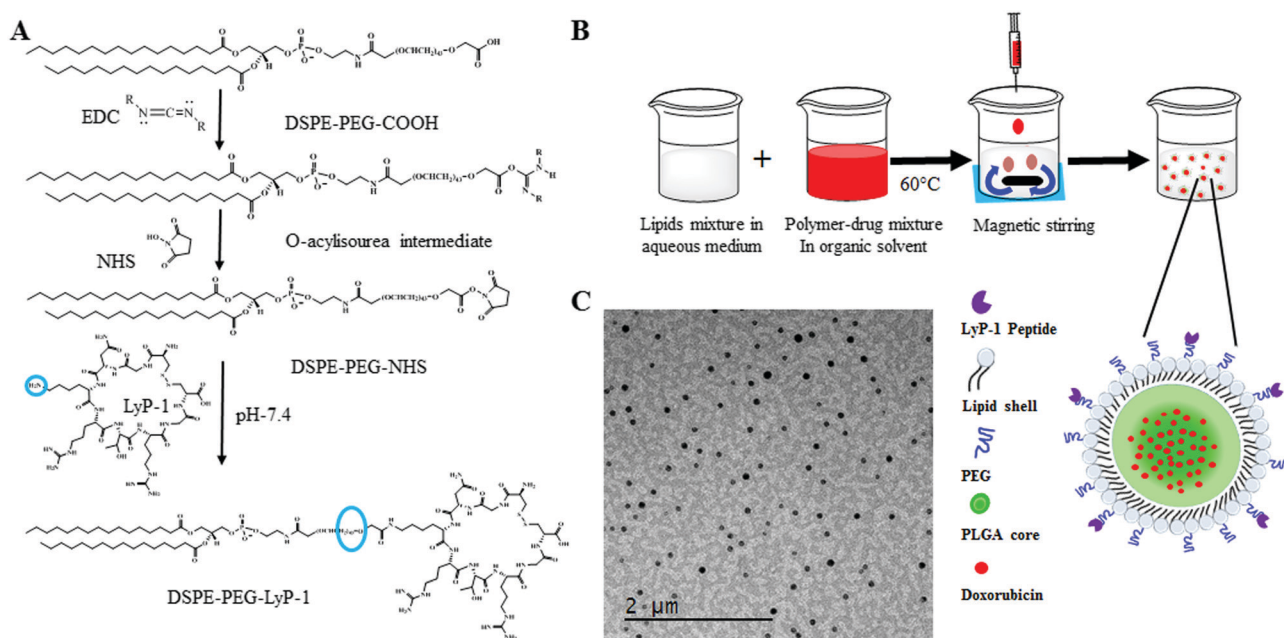 A
EDC
DSPE-PEG-COOH
O-acylisourea intermediate
NHS
DSPE-PEG-NHS
LyP-1
pH-7.4
DSPE-PEG-LyP-1
B
+
60°C
Lipids mixture in
aqueous medium
Polymer-drug mixture
In organic solvent
Magnetic stirring
C
2 µm
LyP-1 Peptide
Lipid shell
PEG
PLGA core
Doxorubicin